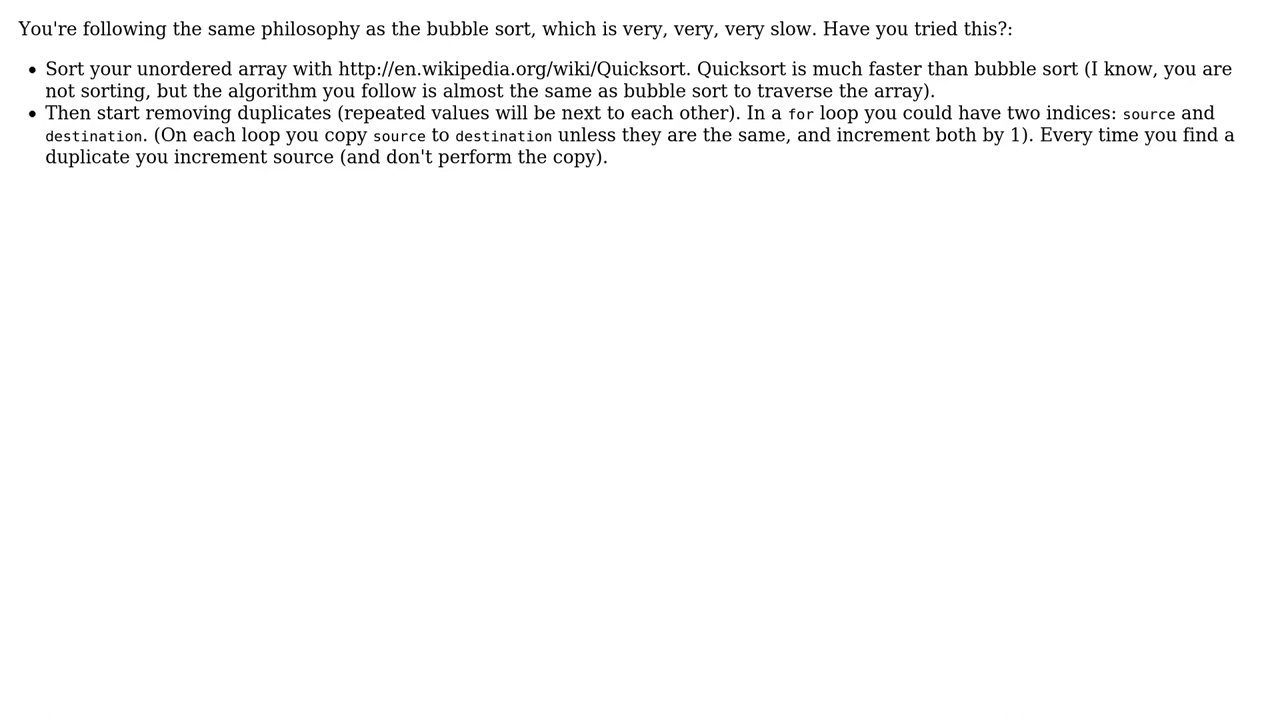 You're following the same philosophy as the bubble sort, which is very, very, very slow. Have you tried this?:
• Sort your unordered array with http://en.wikipedia.org/wiki/Quicksort. Quicksort is much faster than bubble sort (I know, you are
not sorting, but the algorithm you follow is almost the same as bubble sort to traverse the array).
• Then start removing duplicates (repeated values will be next to each other). In a for loop you could have two indices: source and
destination. (On each loop you copy source to destination unless they are the same, and increment both by 1). Every time you find a
duplicate you increment source (and don't perform the copy).